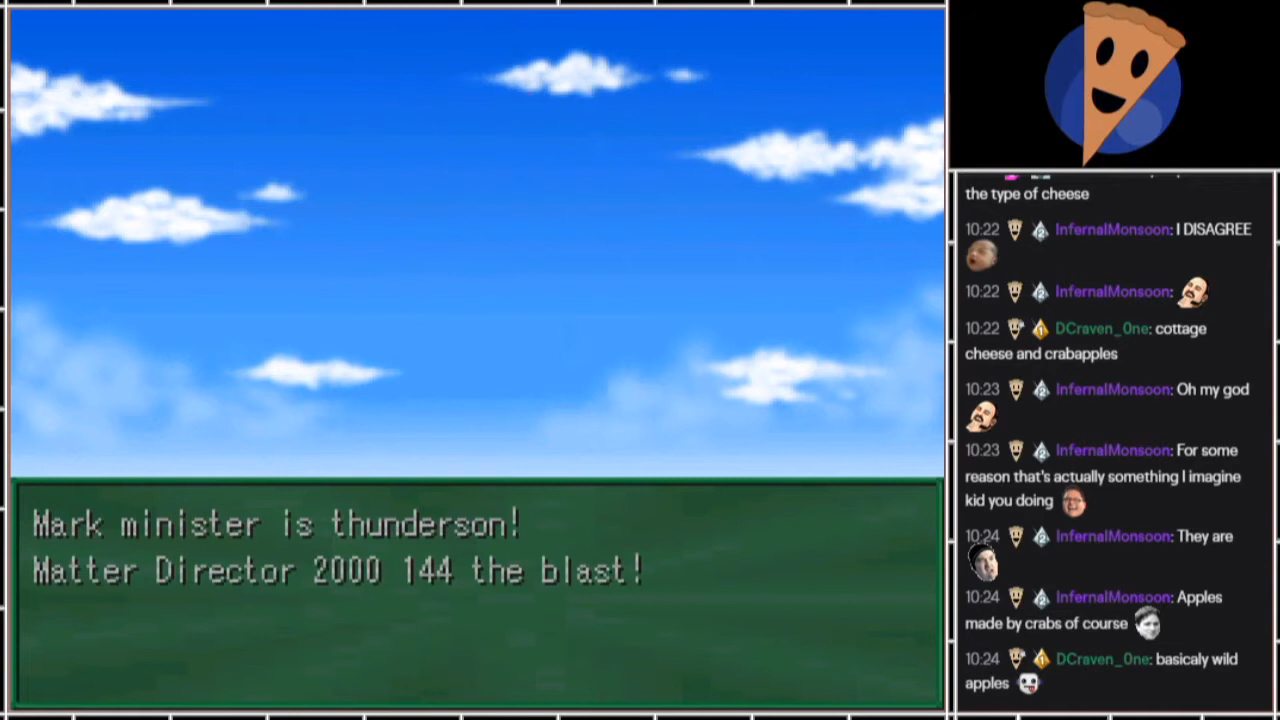 Mark minister is thunderson!
Matter Director 2000 144 the blast!
the type of cheese
10:22 InfernalMonsoon: I DISAGREE
10:22 InfernalMonsoon:
10:22 DCraven_0ne: cottage
cheese and crabapples
10:23 InfernalMonsoon: Oh my god
10:23 InfernalMonsoon: For some
reason that's actually something I imagine
kid you doing
10:24 InfernalMonsoon: They are
10:24 InfernalMonsoon: Apples
made by crabs of course
10:24 DCraven_0ne: basicaly wild
apples